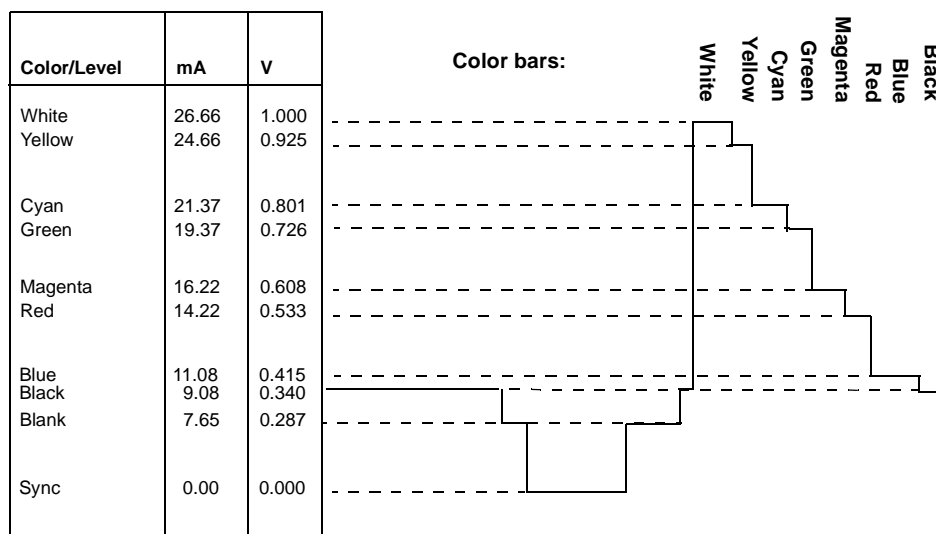 Color/Level mA V
Color bars:
White
Yellow
Cyan
Green
Magenta
Red
Blue
Black
White 26.66 1.000
Yellow 24.66 0.925
Cyan 21.37 0.801
Green 19.37 0.726
Magenta 16.22 0.608
Red 14.22 0.533
Blue 11.08 0.415
Black 9.08 0.340
Blank 7.65 0.287
Sync 0.00 0.000